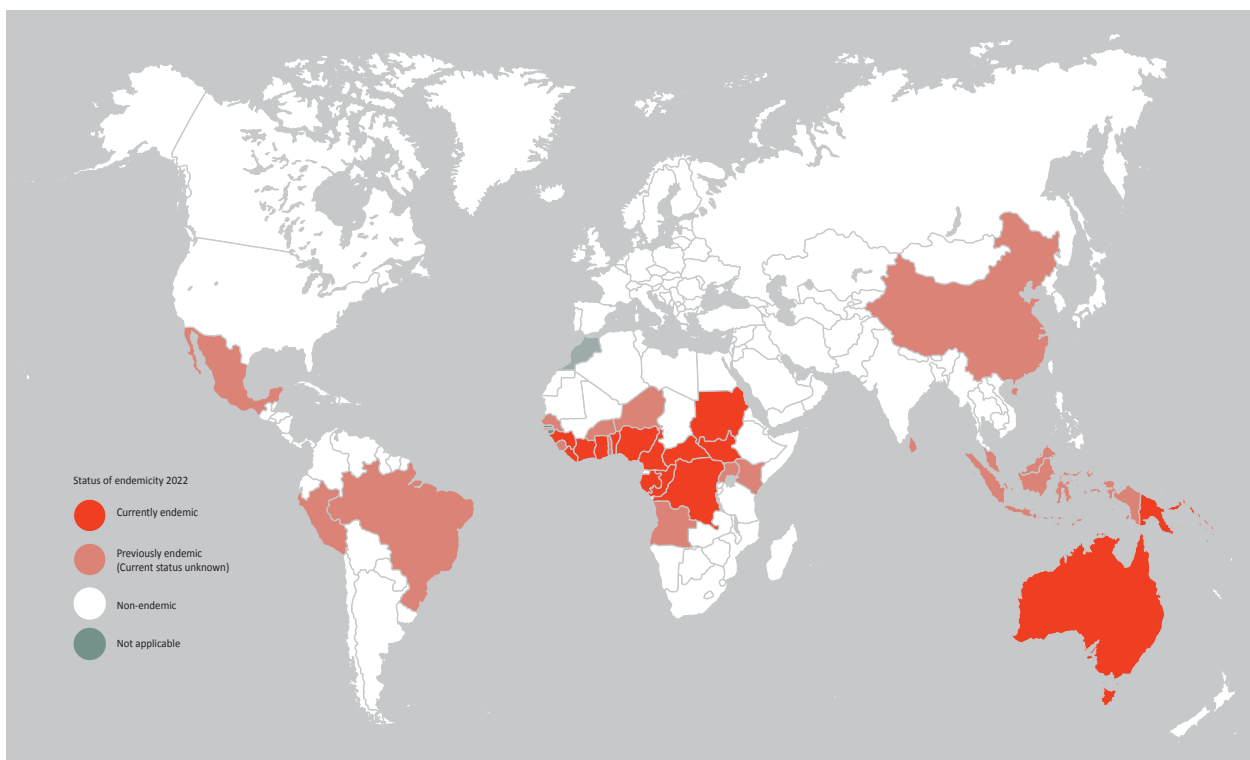 Status of endemicity 2022
Currently endemic
Previously endemic
(Current status unknown)
Non-endemic
Not applicable